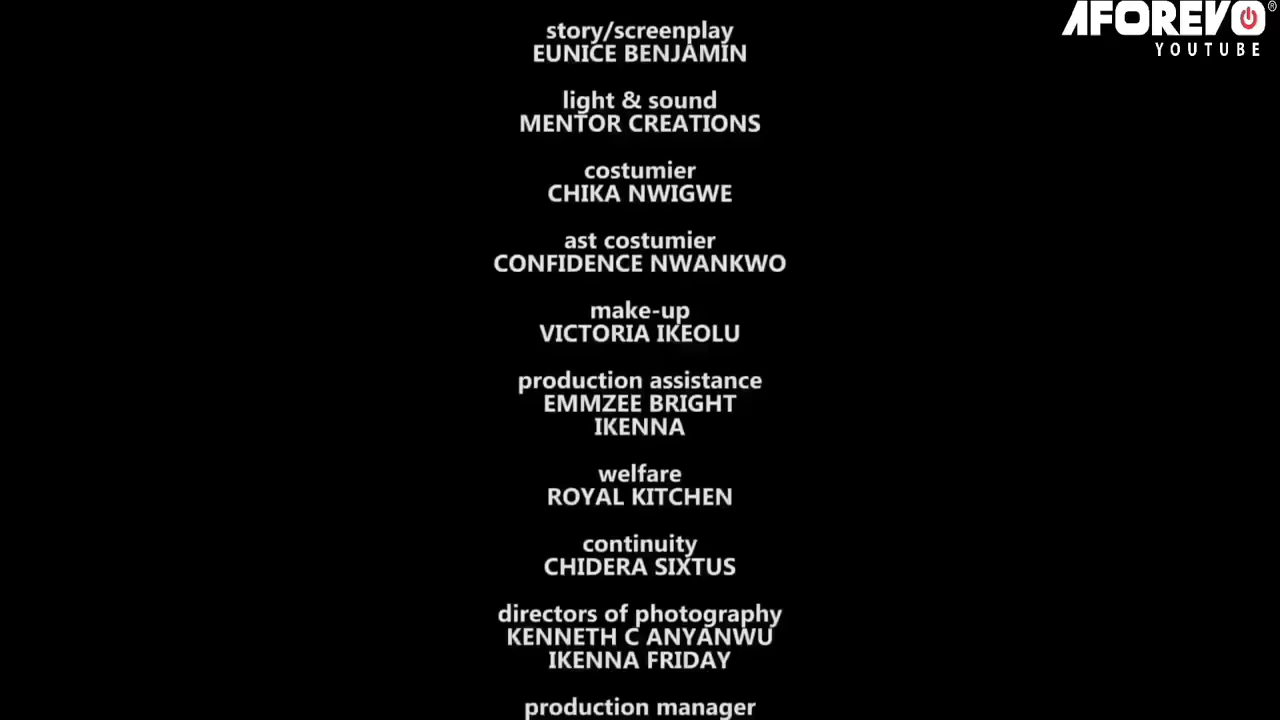 AFOREVO®
YOUTUBE
story/screenplay
EUNICE BENJAMIN
light & sound
MENTOR CREATIONS
costumier
CHIKA NWIGWE
ast costumier
CONFIDENCE NWANKWO
make-up
VICTORIA IKEOLU
production assistance
EMMZEE BRIGHT
IKENNA
welfare
ROYAL KITCHEN
continuity
CHIDERA SIXTUS
directors of photography
KENNETH C ANYANWU
IKENNA FRIDAY
production manager